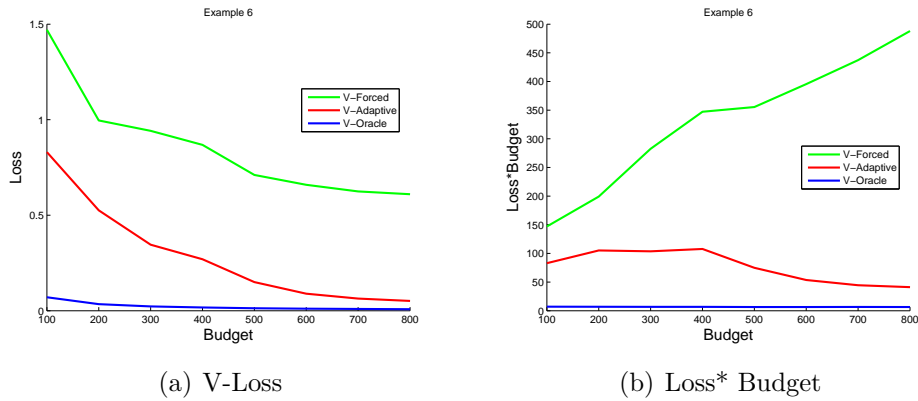 Example 6
1.5
1
0.5
0
Loss
V-Forced
V-Adaptive
V-Oracle
100 200 300 400 500 600 700 800
Budget
(a) V-Loss
Example 6
500
450
400
350
300
250
200
150
100
50
0
Loss*Budget
V-Forced
V-Adaptive
V-Oracle
100 200 300 400 500 600 700 800
Budget
(b) Loss* Budget